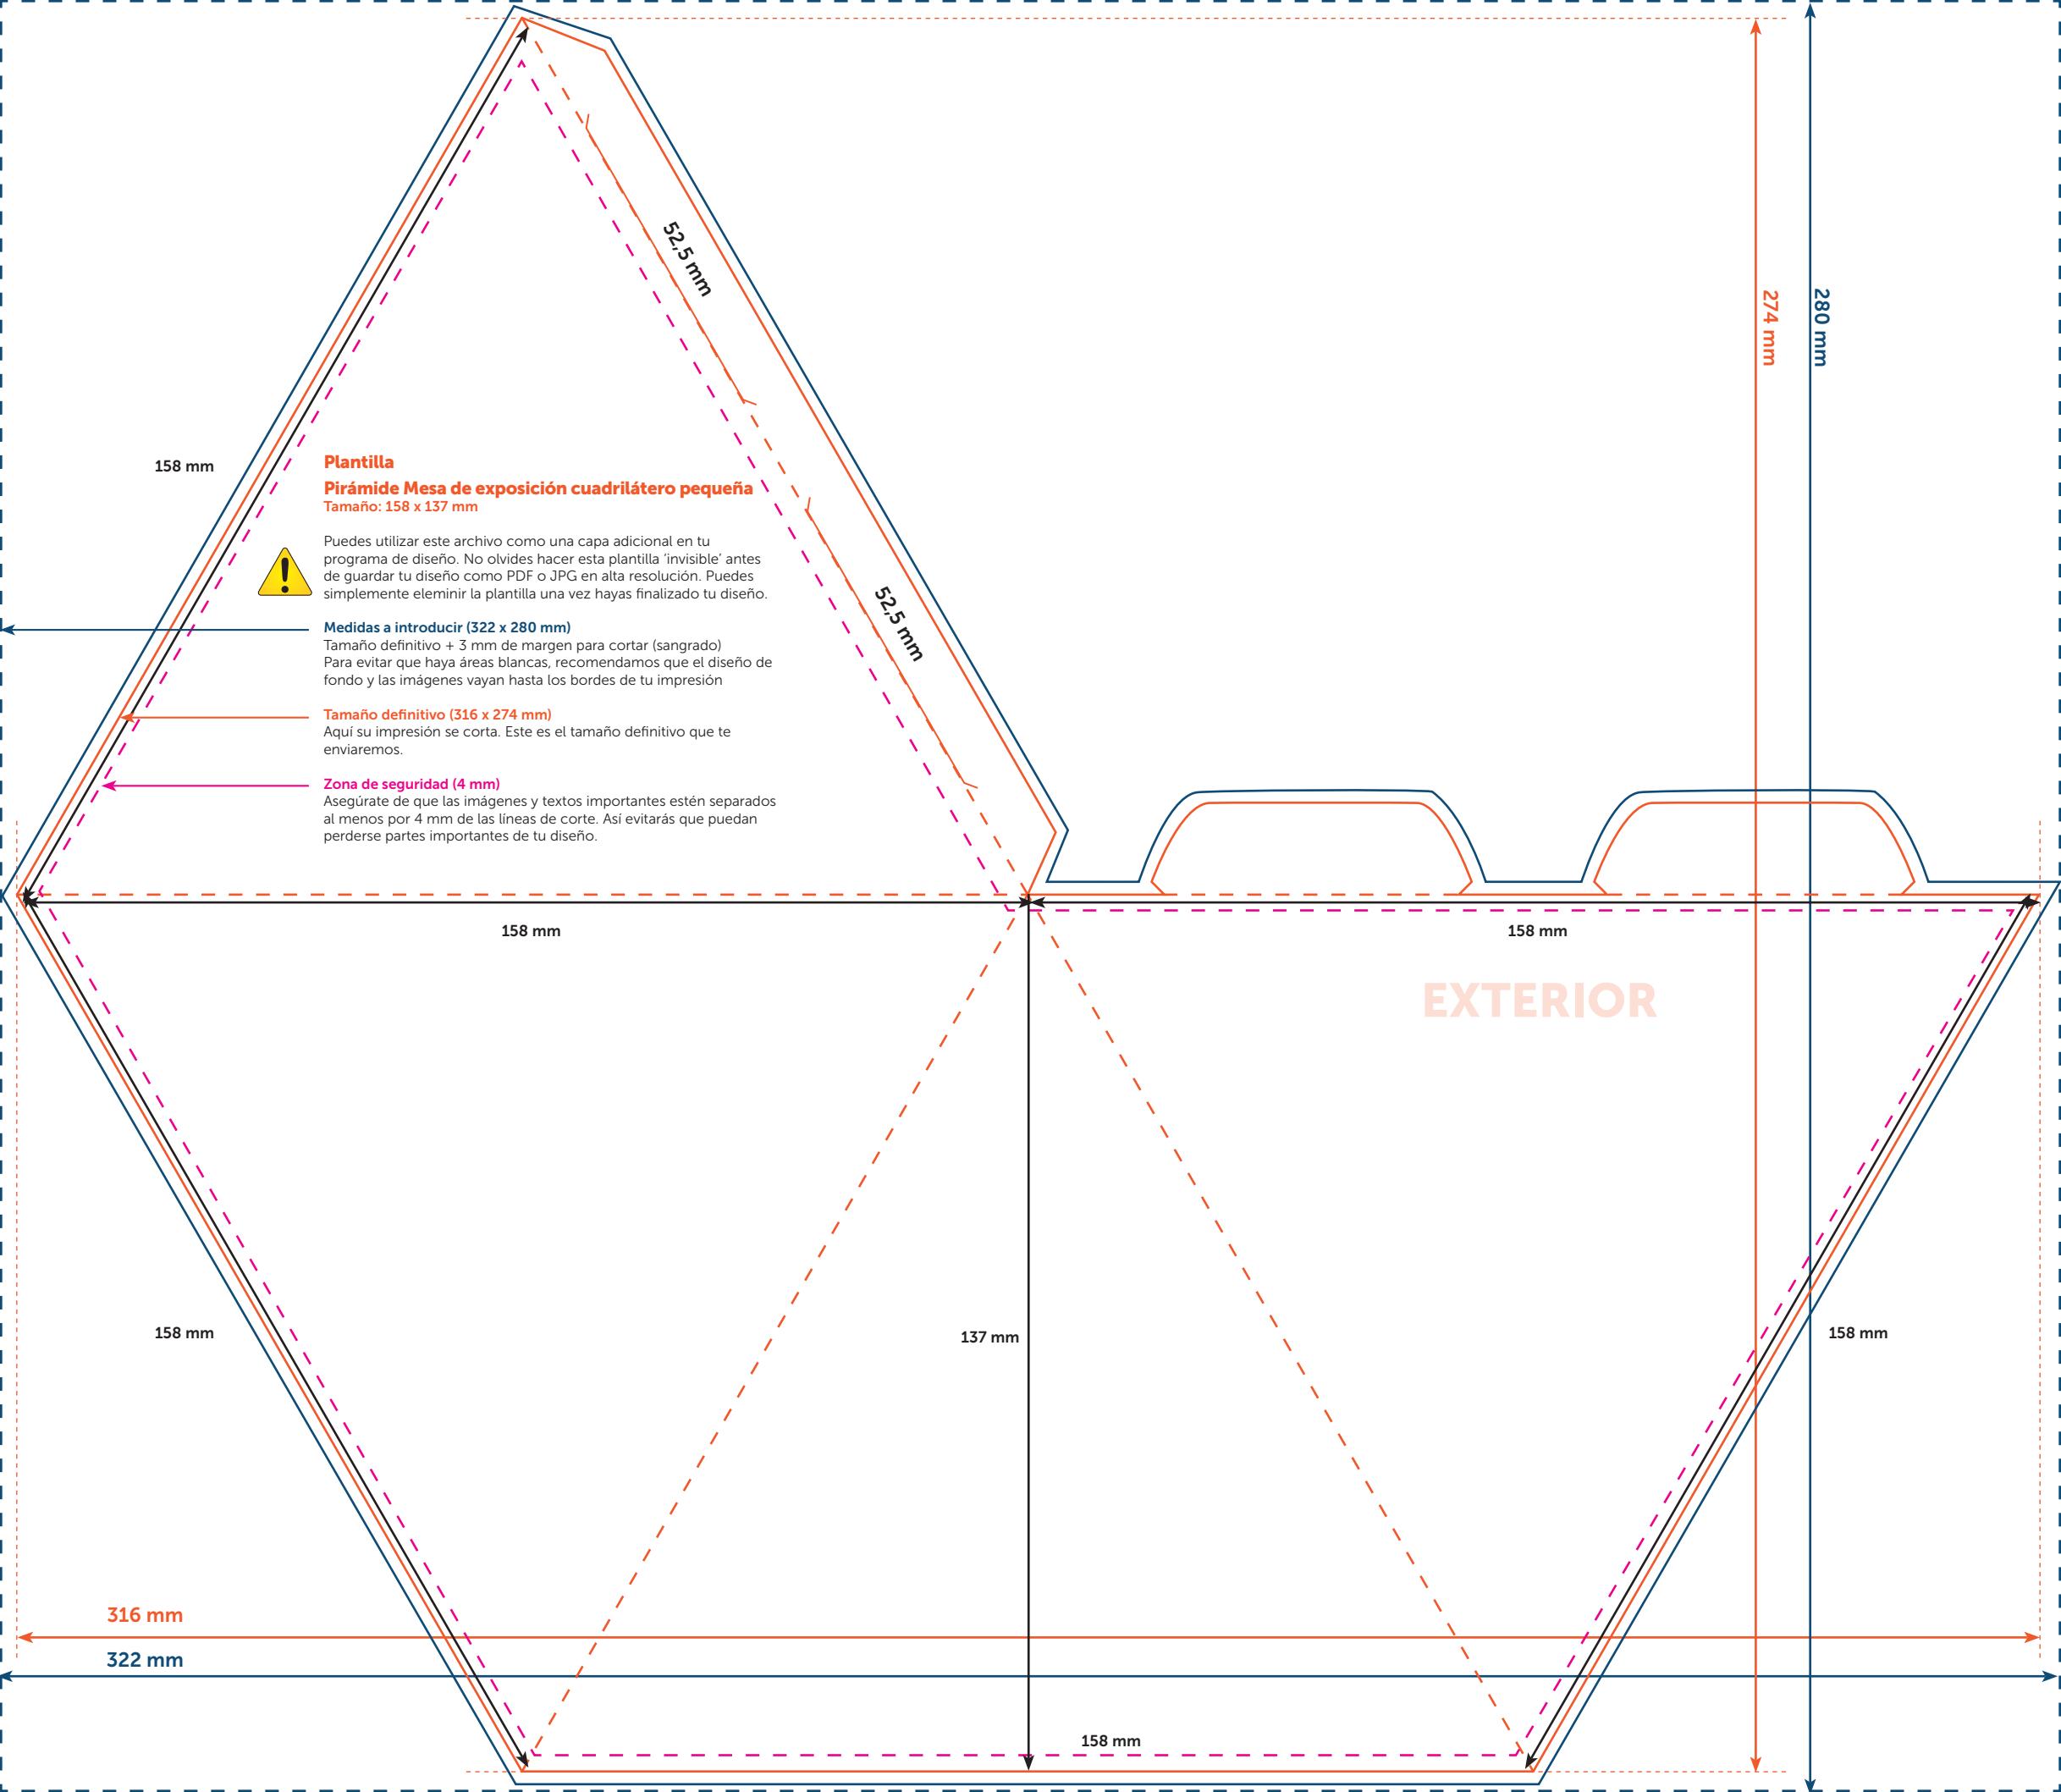 52,5 mm
274 mm
280 mm
158 mm
Plantilla
Pirámide Mesa de exposición cuadrilátero pequeña
Tamaño: 158 x 137 mm
Puedes utilizar este archivo como una capa adicional en tu
programa de diseño. No olvides hacer esta plantilla ‘invisible’ antes
de guardar tu diseño como PDF o JPG en alta resolución. Puedes
simplemente eleminir la plantilla una vez hayas finalizado tu diseño.
52,5 mm
Medidas a introducir (322 x 280 mm)
Tamaño definitivo + 3 mm de margen para cortar (sangrado)
Para evitar que haya áreas blancas, recomendamos que el diseño de
fondo y las imágenes vayan hasta los bordes de tu impresión
Tamaño definitivo (316 x 274 mm)
Aquí su impresión se corta. Este es el tamaño definitivo que te
enviaremos.
Zona de seguridad (4 mm)
Asegúrate de que las imágenes y textos importantes estén separados
al menos por 4 mm de las líneas de corte. Así evitarás que puedan
perderse partes importantes de tu diseño.
158 mm
158 mm
EXTERIOR
158 mm
137 mm
158 mm
316 mm
322 mm
158 mm